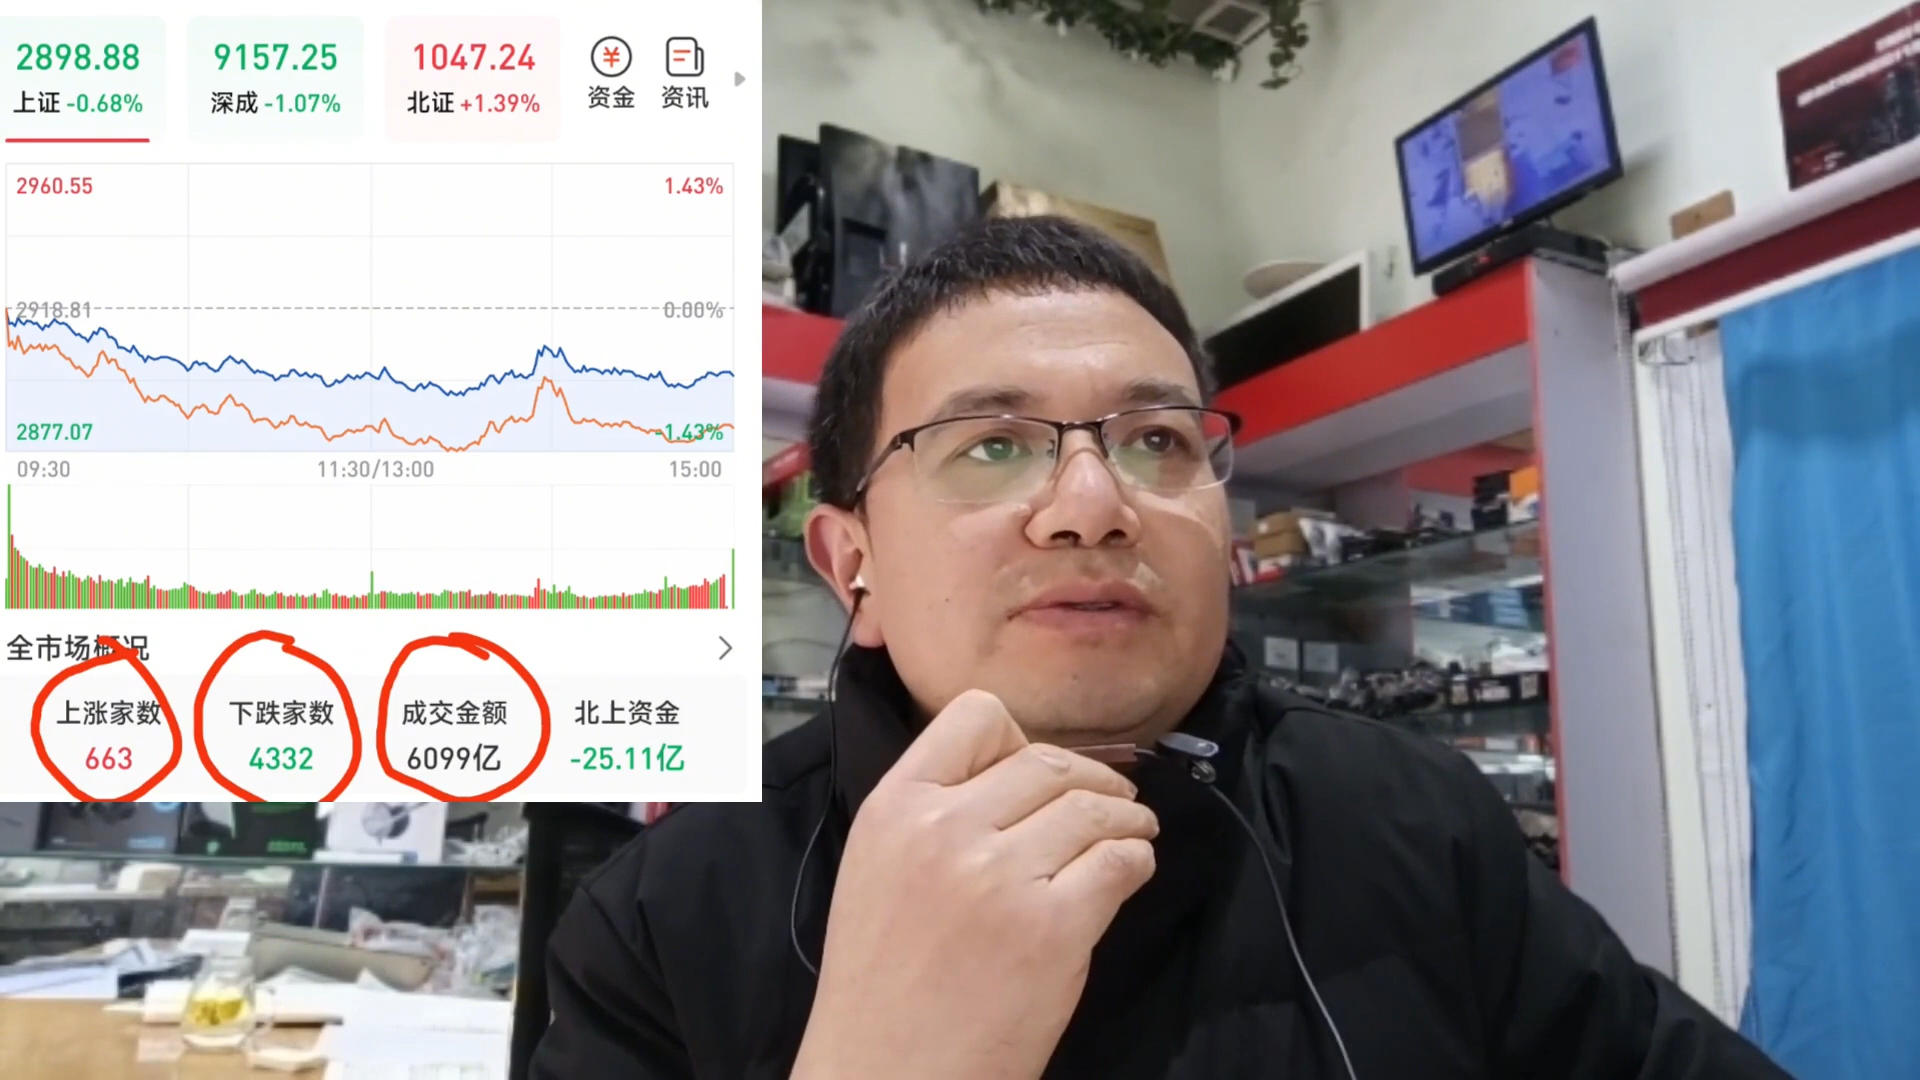 2898.88 9157.25 1047.24
上证 -0.68% 深成 -1.07% 北证 +1.39% 资金 资讯
2960.55 1.43%
2918.81 0.00%
2877.07 -1.43%
09:30 11:30/13:00 15:00
全市场概况
上涨家数 下跌家数 成交金额 北上资金
663 4332 6099亿 -25.11亿